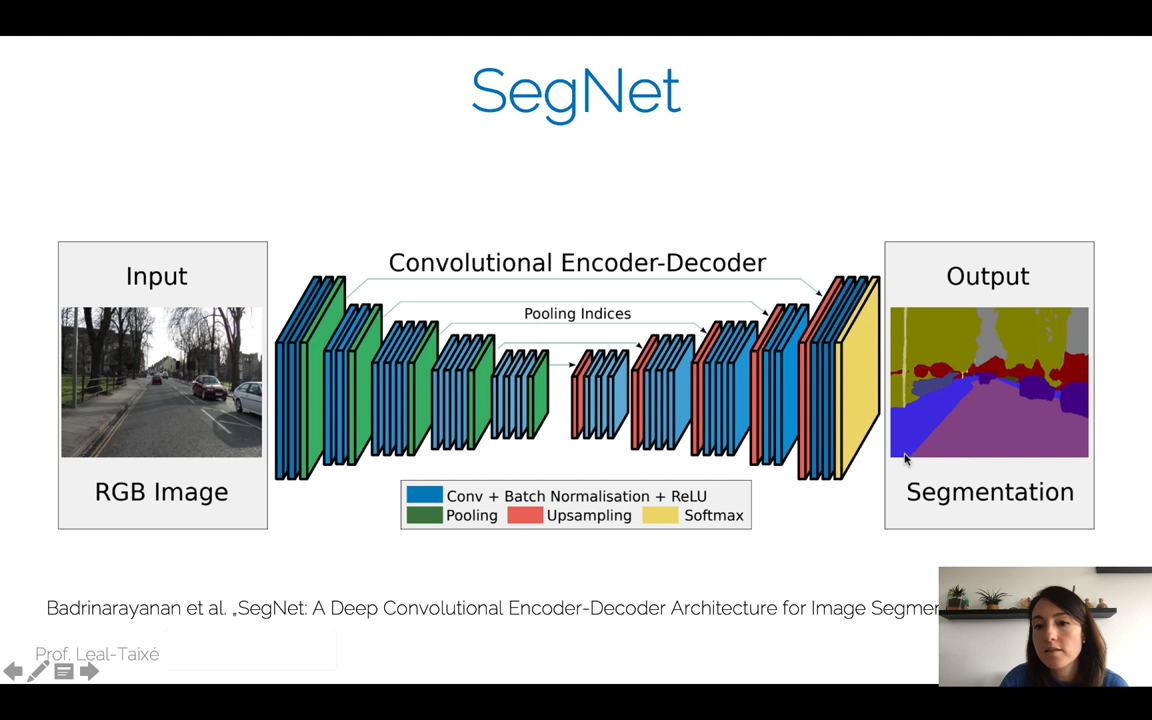 SegNet
Input
RGB Image
Convolutional Encoder-Decoder
Pooling Indices
Conv + Batch Normalisation + ReLU
Pooling Upsampling Softmax
Output
Segmentation
Badrinarayanan et al. „SegNet: A Deep Convolutional Encoder-Decoder Architecture for Image
Prof. Leal-Taixé